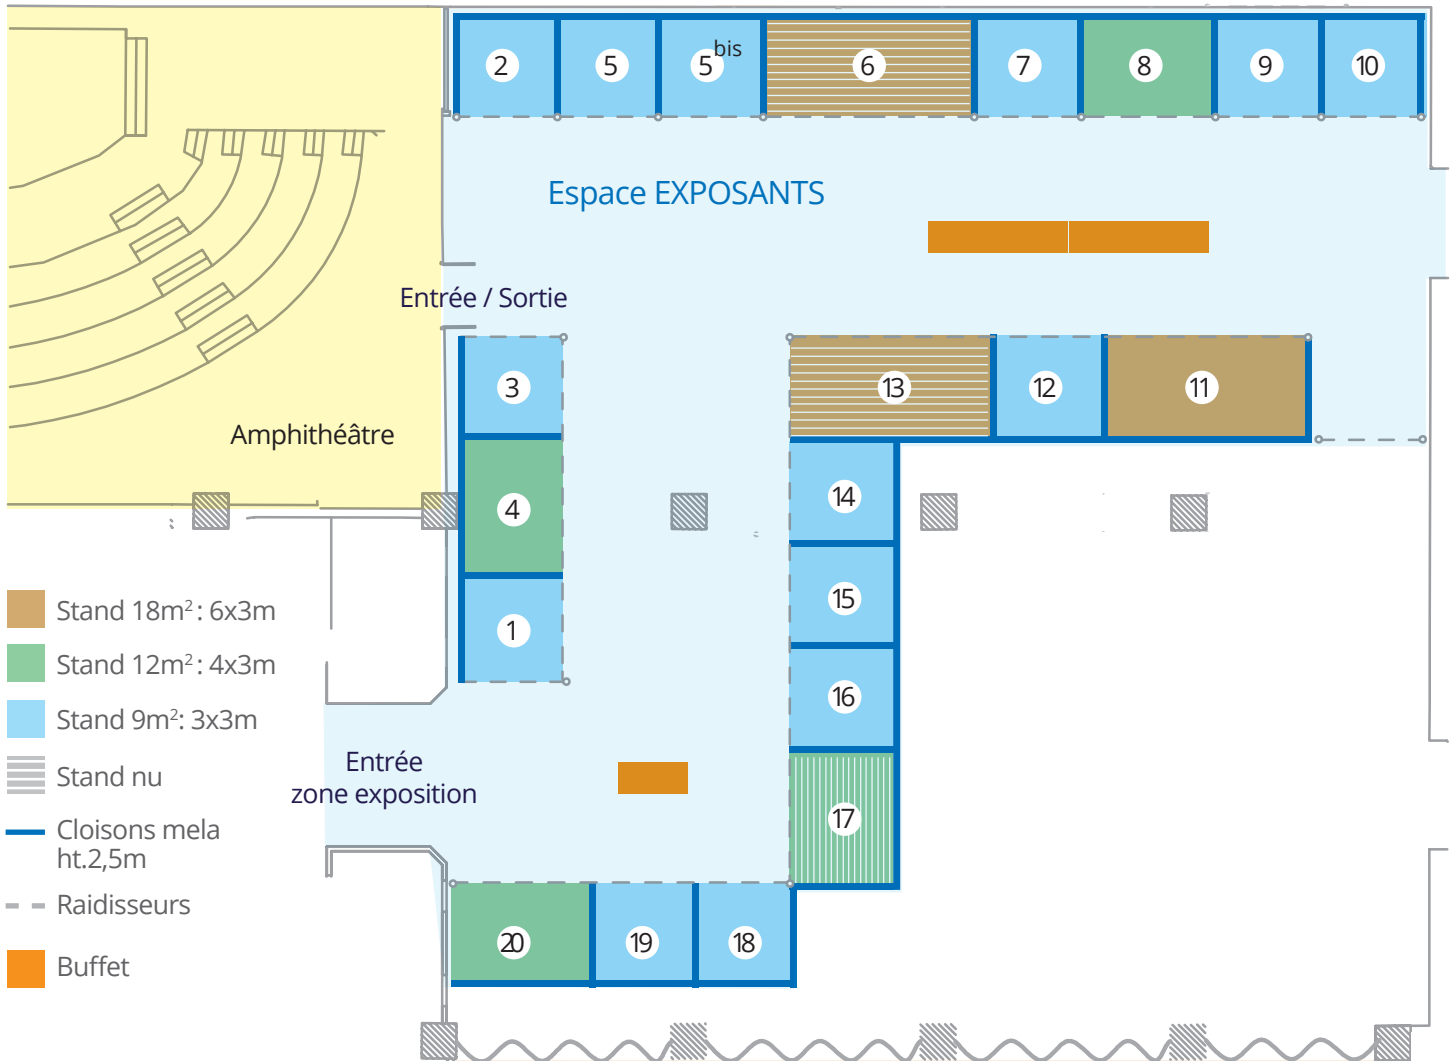 2
5
5 bis
6
7
8
9
10
Espace EXPOSANTS
Entrée / Sortie
3
13
12
11
Amphithéâtre
4
14
15
1
16
Stand 18m² : 6x3m
Stand 12m² : 4x3m
Stand 9m²: 3x3m
Stand nu
Cloisons mela
ht.2,5m
Raidisseurs
Buffet
Entrée
zone exposition
17
20
19
18